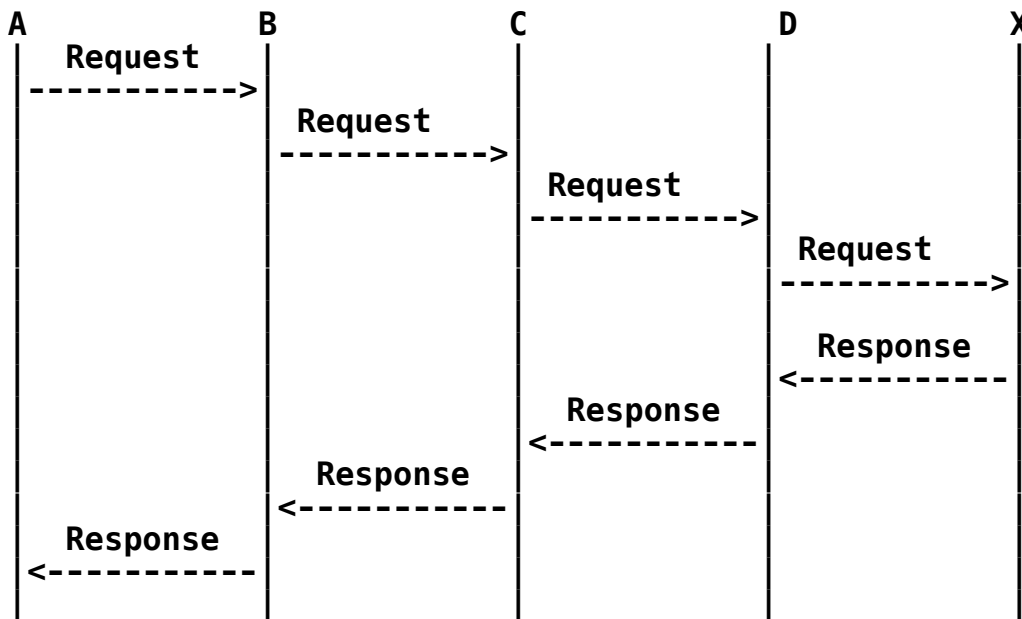 A B C D X
Request
----------->
Request
----------->
Request
----------->
Request
----------->
Response
<-----------
Response
<-----------
Response
<-----------
Response
<-----------